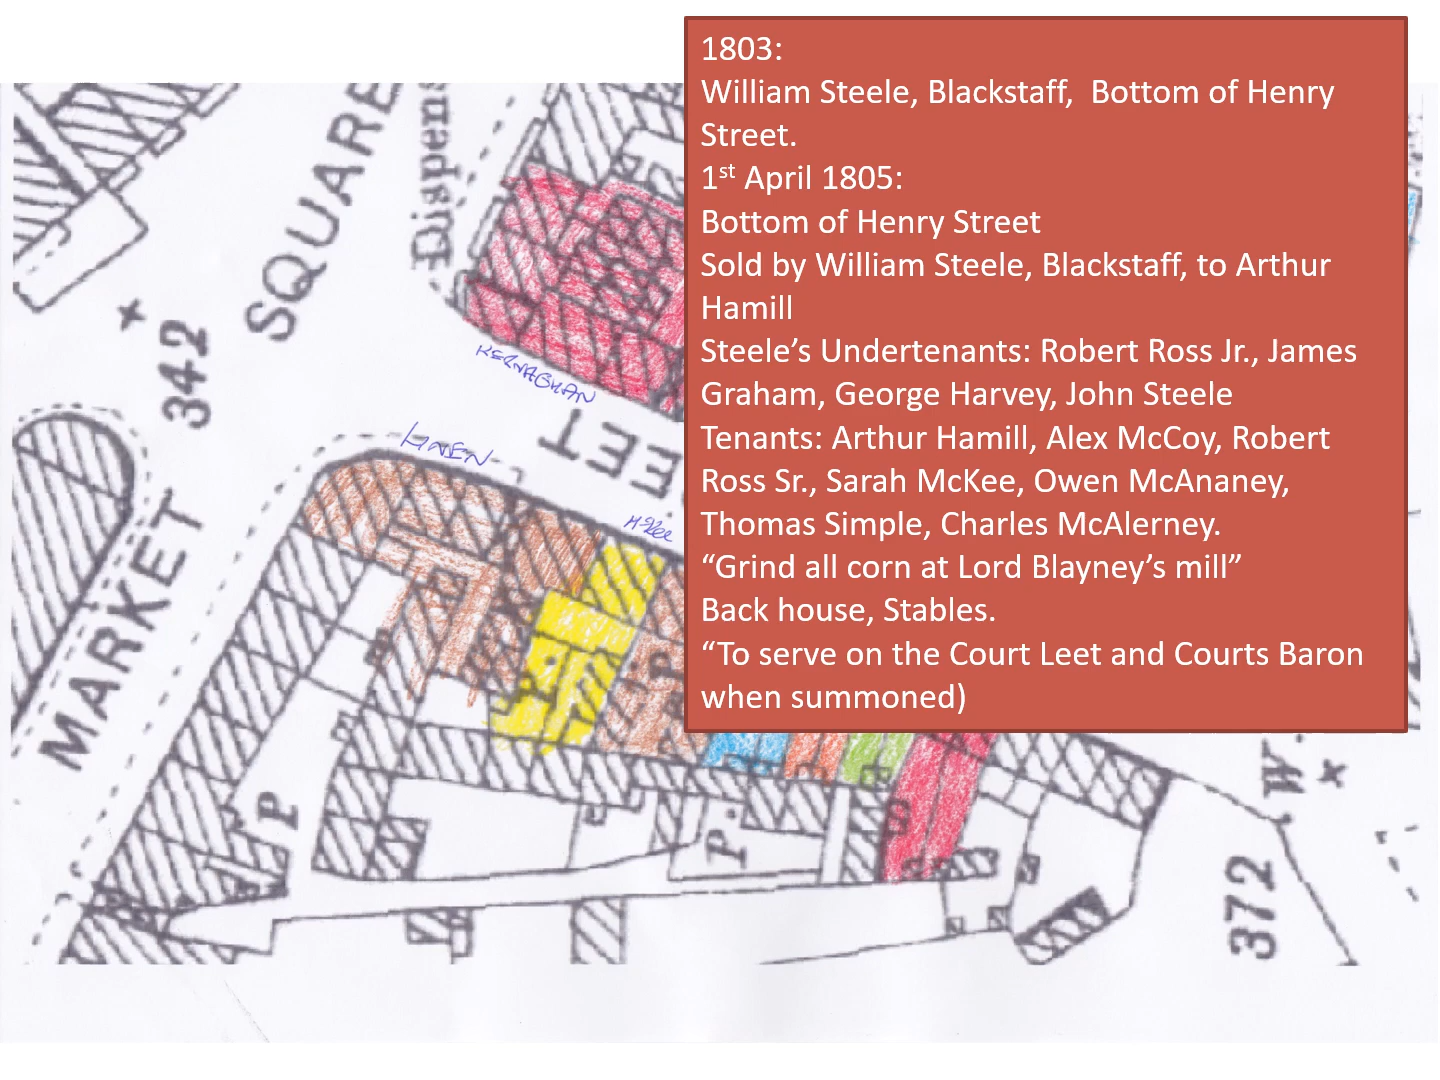 1803:
William Steele, Blackstaff,  Bottom of Henry
Street.
1st April 1805:
Bottom of Henry Street
Sold by William Steele, Blackstaff, to Arthur
Hamill
Steele’s Undertenants: Robert Ross Jr., James
Graham, George Harvey, John Steele
Tenants: Arthur Hamill, Alex McCoy, Robert
Ross Sr., Sarah McKee, Owen McAnaney,
Thomas Simple, Charles McAlerney.
“Grind all corn at Lord Blayney’s mill”
Back house, Stables.
“To serve on the Court Leet and Courts Baron
when summoned)
Dispens
SQUARE
342
KERNAGHAN
LINEN
EET
MARKET
P
P
P.
W.
372